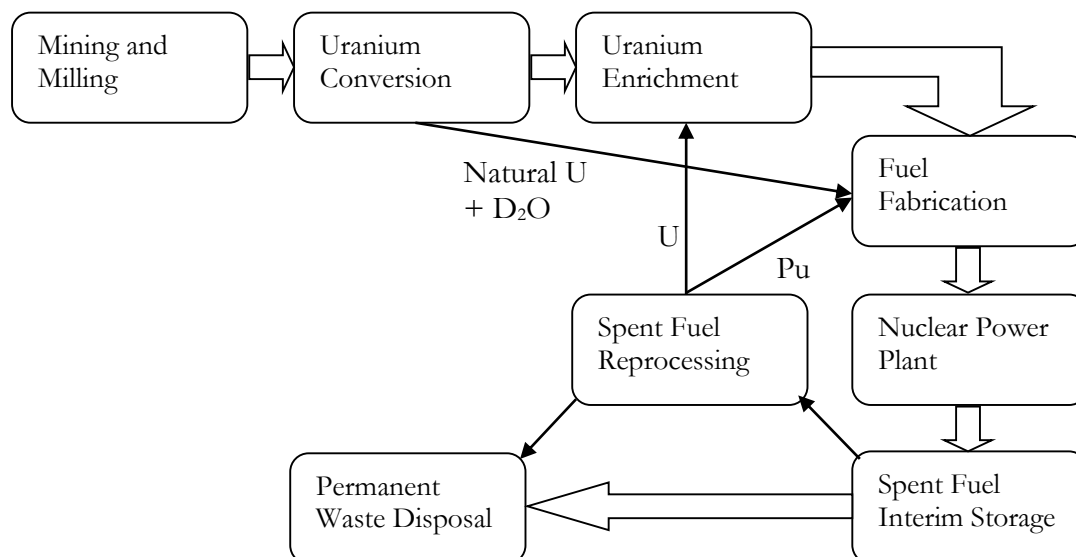 Mining and
Milling
Uranium
Conversion
Uranium
Enrichment
Natural U
+ D₂O
Fuel
Fabrication
U
Pu
Spent Fuel
Reprocessing
Nuclear Power
Plant
Permanent
Waste Disposal
Spent Fuel
Interim Storage